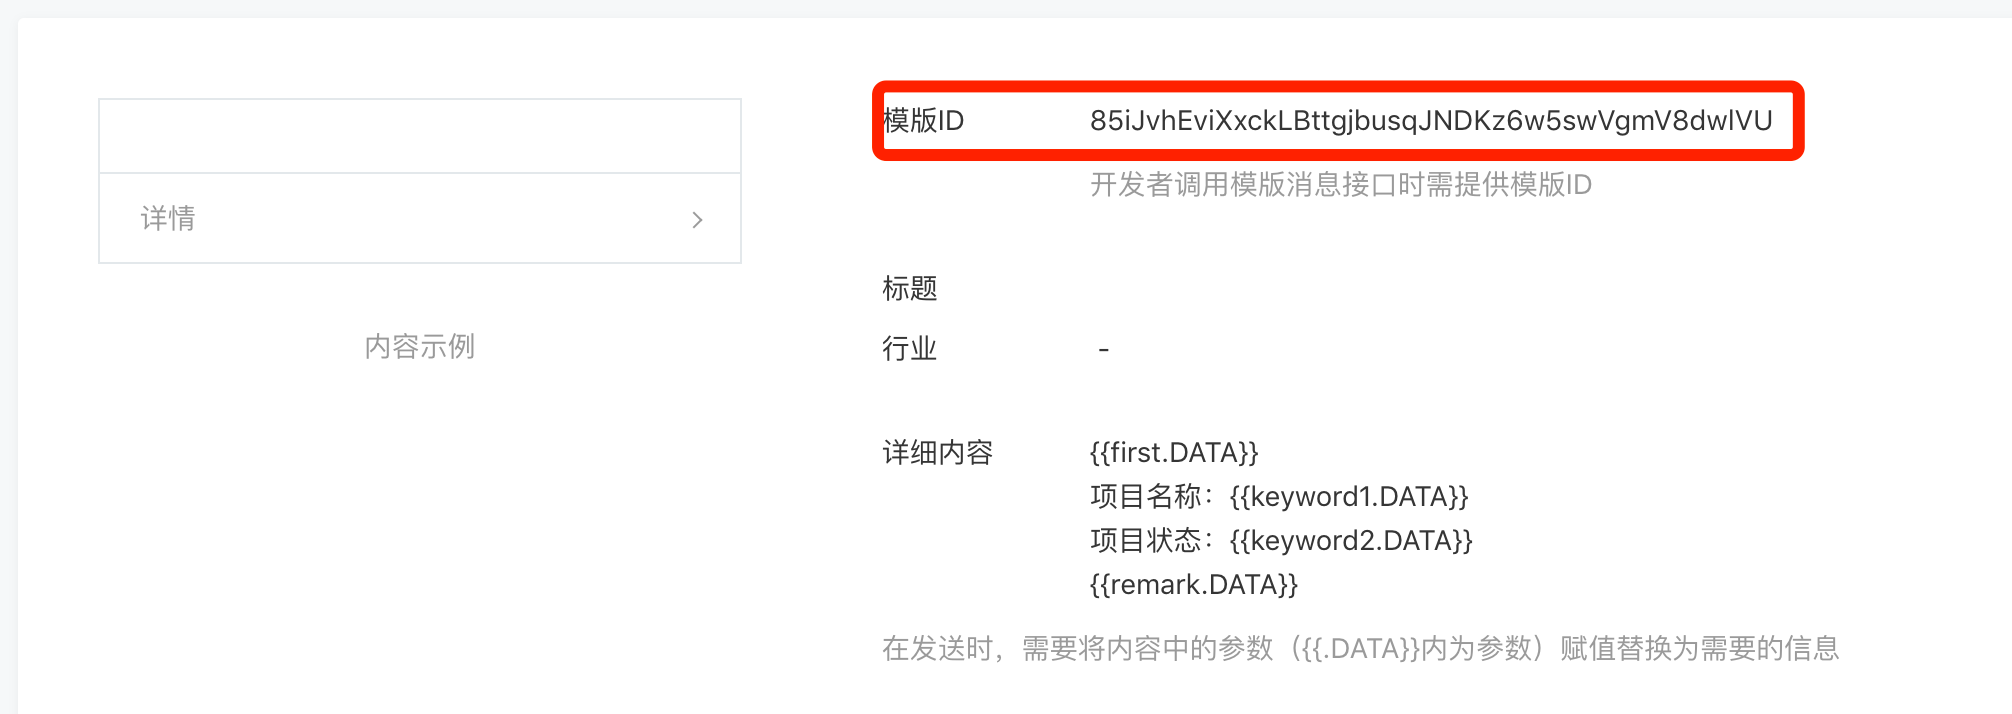 详情
内容示例
模版ID 85iJvhEviXxckLBttgjbusqJNDKz6w5swVgmV8dwlVU
开发者调用模版消息接口时需提供模版ID
标题
行业 -
详细内容 {{first.DATA}}
项目名称：{{keyword1.DATA}}
项目状态：{{keyword2.DATA}}
{{remark.DATA}}
在发送时，需要将内容中的参数（{{.DATA}}内为参数）赋值替换为需要的信息